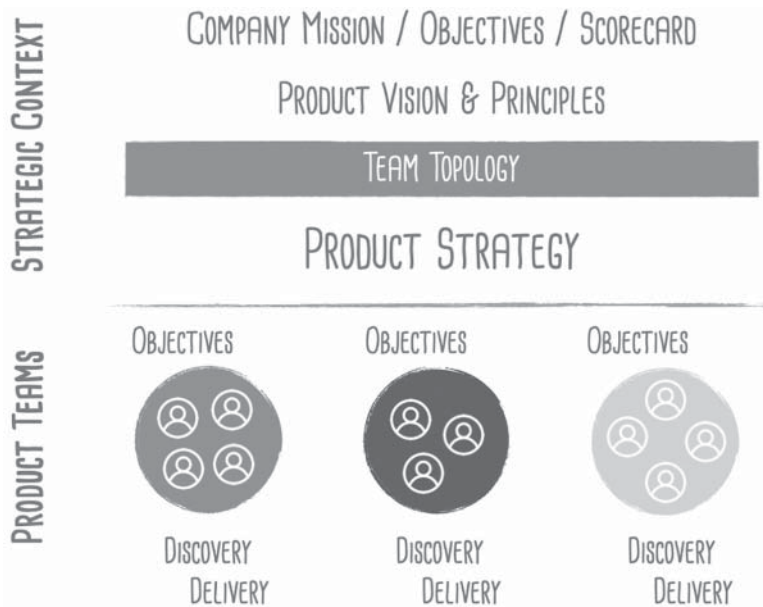 STRATEGIC CONTEXT
COMPANY MISSION / OBJECTIVES / SCORECARD
PRODUCT VISION & PRINCIPLES
TEAM TOPOLOGY
PRODUCT STRATEGY
PRODUCT TEAMS
OBJECTIVES
OBJECTIVES
OBJECTIVES
DISCOVERY
DELIVERY
DISCOVERY
DELIVERY
DISCOVERY
DELIVERY